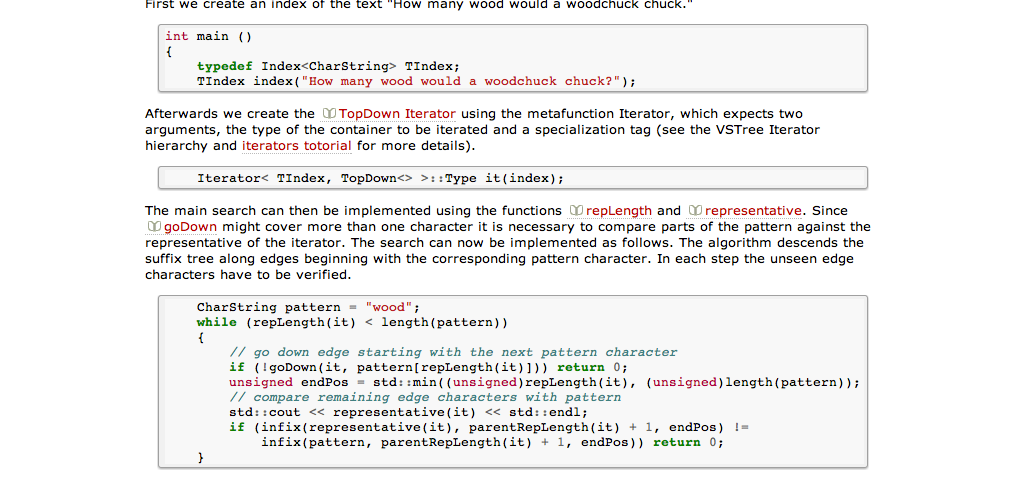 First we create an index of the text "How many wood would a woodchuck chuck."
int main ()
{
    typedef Index<CharString> TIndex;
    TIndex index("How many wood would a woodchuck chuck?");
Afterwards we create the TopDown Iterator using the metafunction Iterator, which expects two
arguments, the type of the container to be iterated and a specialization tag (see the VSTree Iterator
hierarchy and iterators totorial for more details).
    Iterator< TIndex, TopDown<> >::Type it(index);
The main search can then be implemented using the functions repLength and representative. Since
goDown might cover more than one character it is necessary to compare parts of the pattern against the
representative of the iterator. The search can now be implemented as follows. The algorithm descends the
suffix tree along edges beginning with the corresponding pattern character. In each step the unseen edge
characters have to be verified.
    CharString pattern = "wood";
    while (repLength(it) < length(pattern))
    {
        // go down edge starting with the next pattern character
        if (!goDown(it, pattern[repLength(it)])) return 0;
        unsigned endPos = std::min((unsigned)repLength(it), (unsigned)length(pattern));
        // compare remaining edge characters with pattern
        std::cout << representative(it) << std::endl;
        if (infix(representative(it), parentRepLength(it) + 1, endPos) !=
            infix(pattern, parentRepLength(it) + 1, endPos)) return 0;
    }